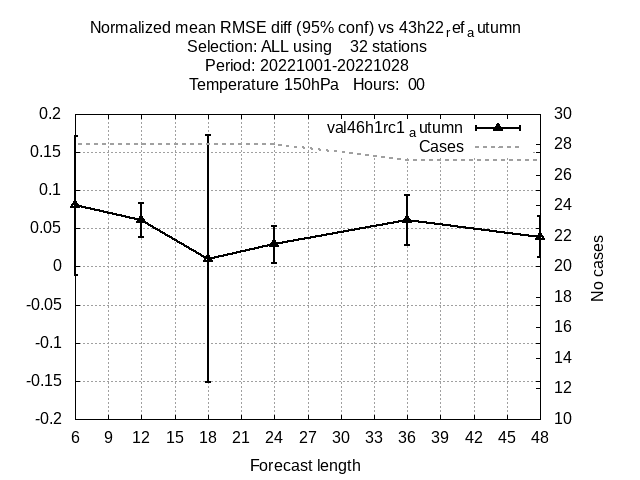 Normalized mean RMSE diff (95% conf) vs 43h22refautumn
Selection: ALL using 32 stations
Period: 20221001-20221028
Temperature 150hPa Hours: 00
val46h1rc1autumn
Cases
0.2
0.15
0.1
0.05
0
-0.05
-0.1
-0.15
-0.2
30
28
26
24
22
20
18
16
14
12
10
No cases
6 9 12 15 18 21 24 27 30 33 36 39 42 45 48
Forecast length